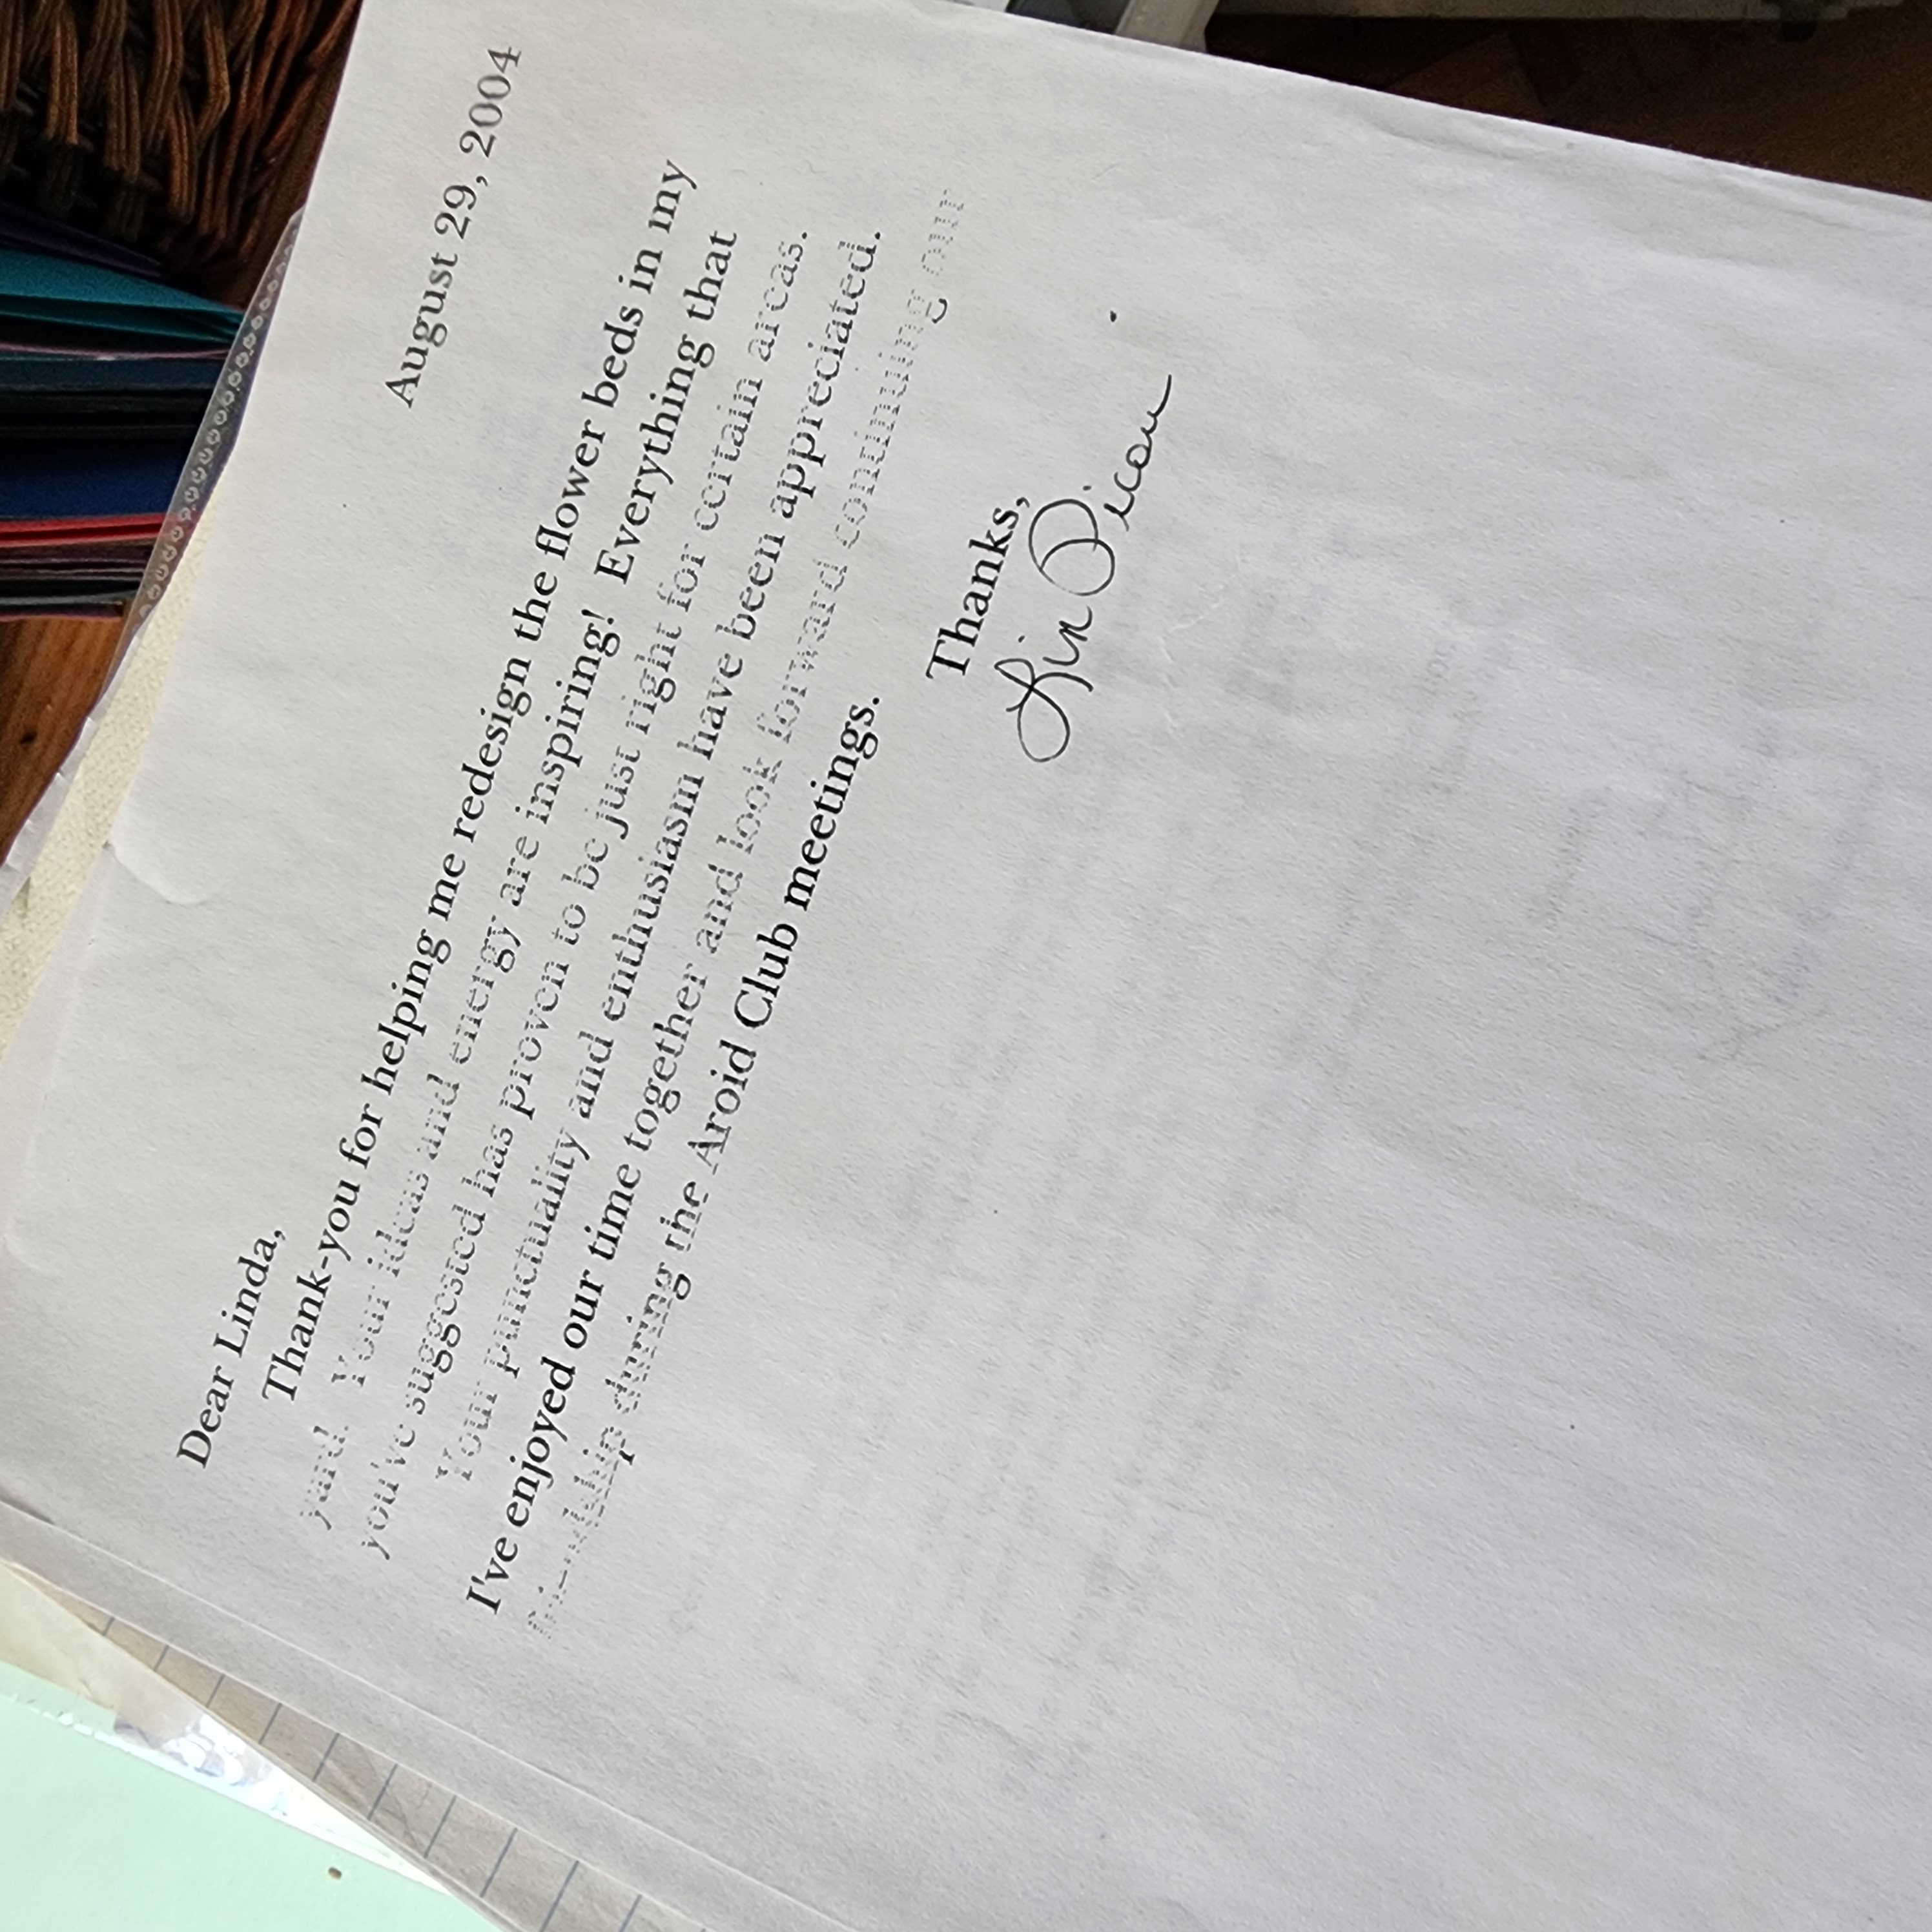 August 29, 2004
Dear Linda,
Thank-you for helping me redesign the flower beds in my
yard. Your ideas and energy are inspiring! Everything that
you've suggested has proven to be just right for certain areas.
Your punctuality and enthusiasm have been appreciated.
I've enjoyed our time together and look forward continuing our
friendship during the Aroid Club meetings.
Thanks,
Lin Picou